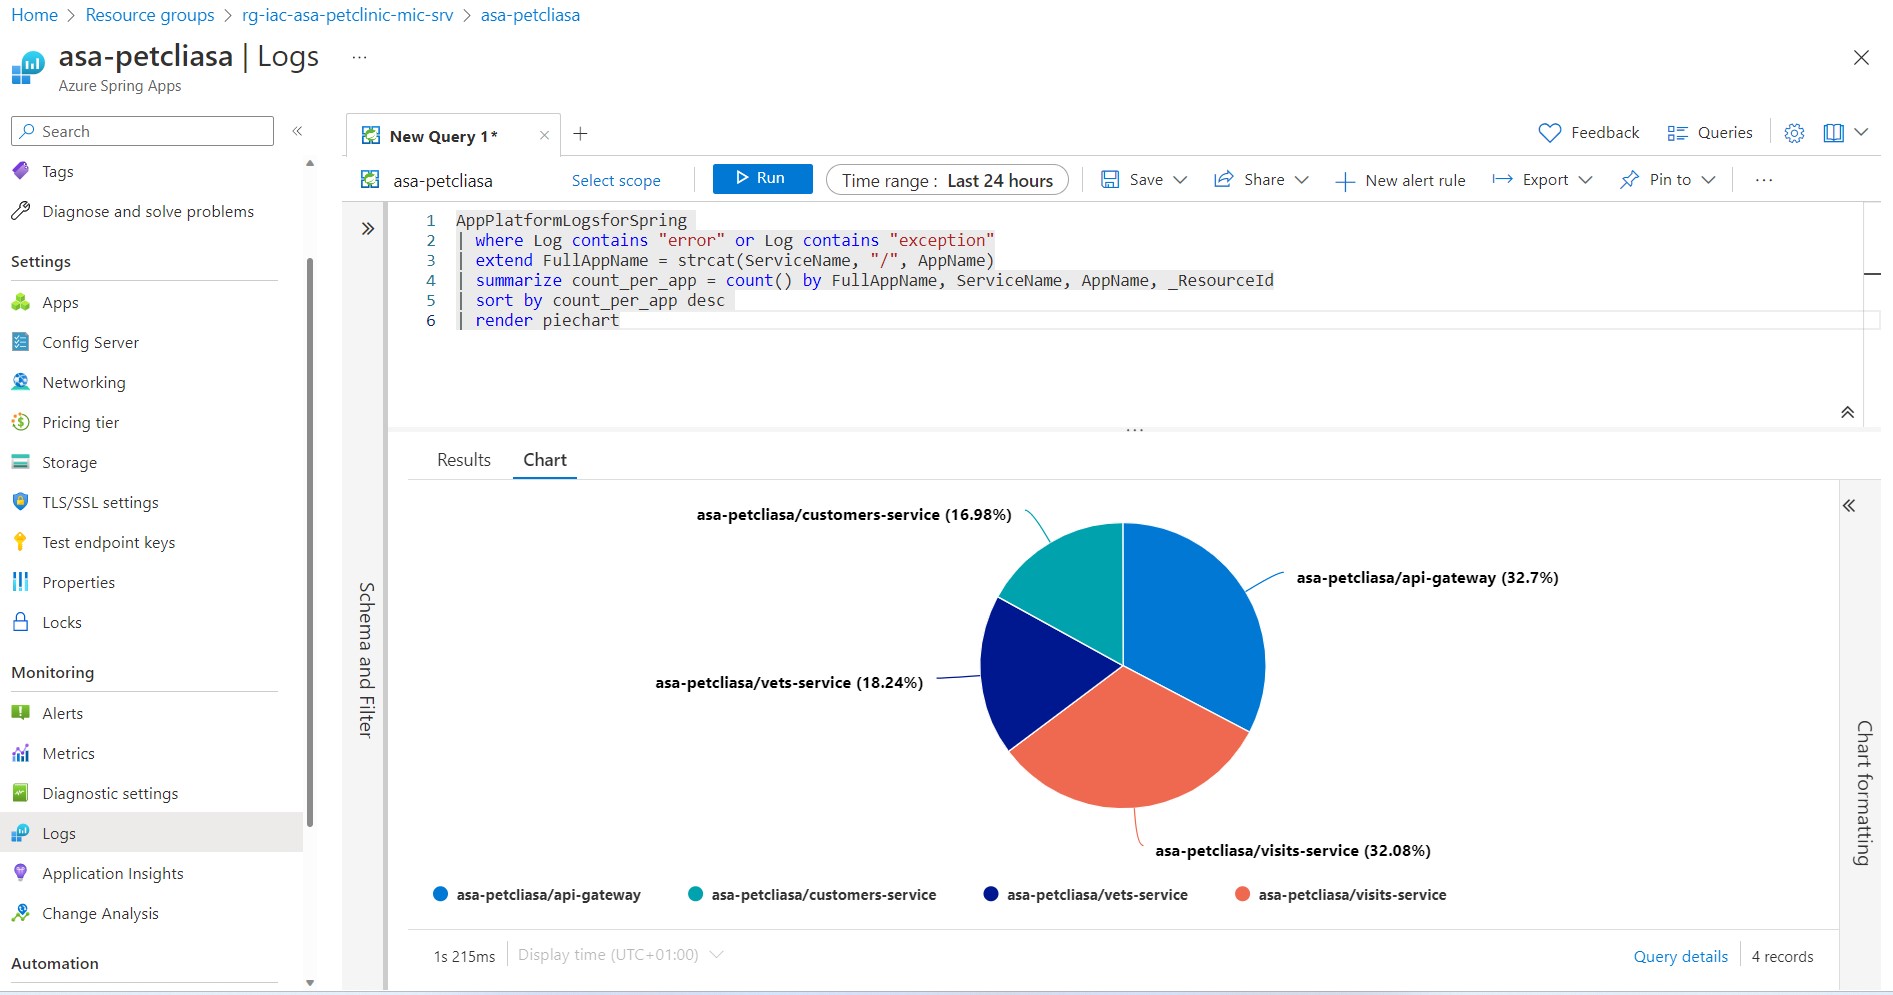 Home > Resource groups > rg-iac-asa-petclinic-mic-srv > asa-petcliasa
asa-petcliasa | Logs ...
Azure Spring Apps
Search
Tags
Diagnose and solve problems
Settings
Apps
Config Server
Networking
Pricing tier
Storage
TLS/SSL settings
Test endpoint keys
Properties
Locks
Monitoring
Alerts
Metrics
Diagnostic settings
Logs
Application Insights
Change Analysis
Automation
New Query 1*
Feedback Queries
asa-petcliasa Select scope Run Time range : Last 24 hours Save Share New alert rule Export Pin to ...
1 AppPlatformLogsforSpring
2 | where Log contains "error" or Log contains "exception"
3 | extend FullAppName = strcat(ServiceName, "/", AppName)
4 | summarize count_per_app = count() by FullAppName, ServiceName, AppName, _ResourceId
5 | sort by count_per_app desc
6 | render piechart
Schema and Filter
Results Chart
asa-petcliasa/customers-service (16.98%)
asa-petcliasa/api-gateway (32.7%)
asa-petcliasa/vets-service (18.24%)
asa-petcliasa/visits-service (32.08%)
asa-petcliasa/api-gateway asa-petcliasa/customers-service asa-petcliasa/vets-service asa-petcliasa/visits-service
Chart formatting
1s 215ms Display time (UTC+01:00) Query details 4 records